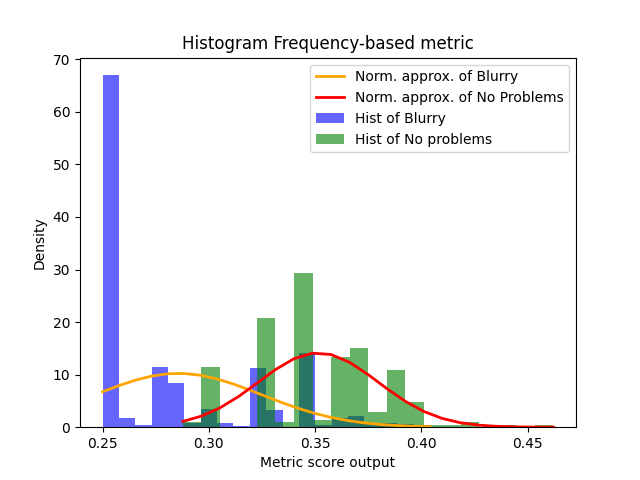 Histogram Frequency-based metric
Norm. approx. of Blurry
Norm. approx. of No Problems
Hist of Blurry
Hist of No problems
70
60
50
40
30
20
10
0
Density
0.25 0.30 0.35 0.40 0.45
Metric score output